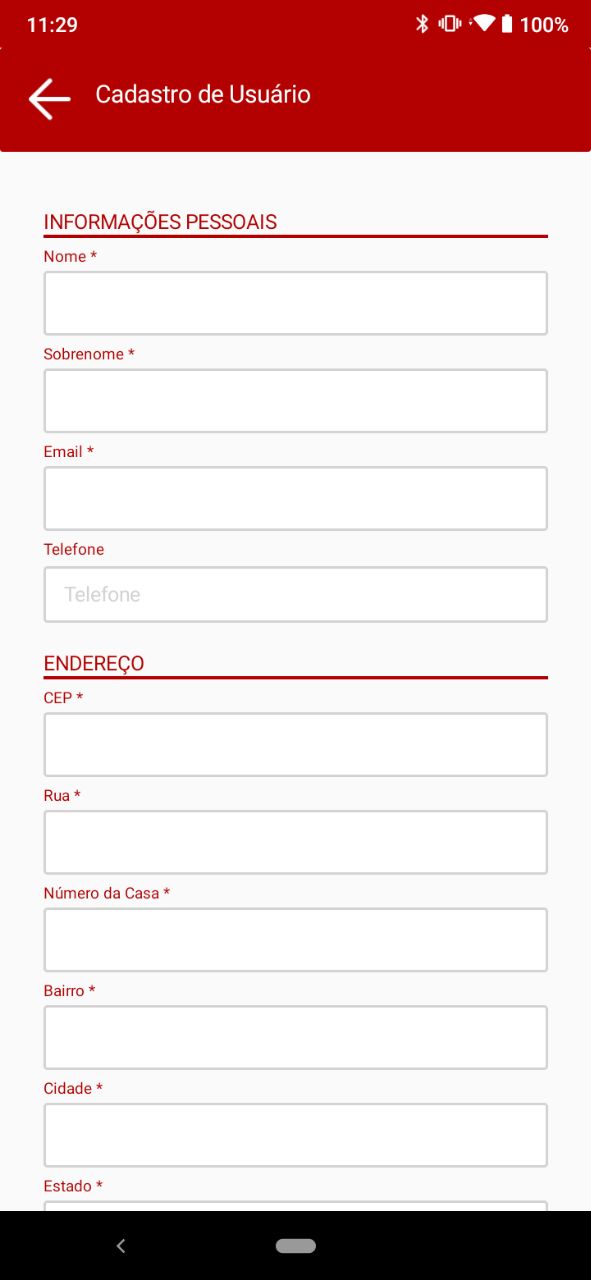 11:29
100%
Cadastro de Usuário
INFORMAÇÕES PESSOAIS
Nome *
Sobrenome *
Email *
Telefone
Telefone
ENDEREÇO
CEP *
Rua *
Número da Casa *
Bairro *
Cidade *
Estado *